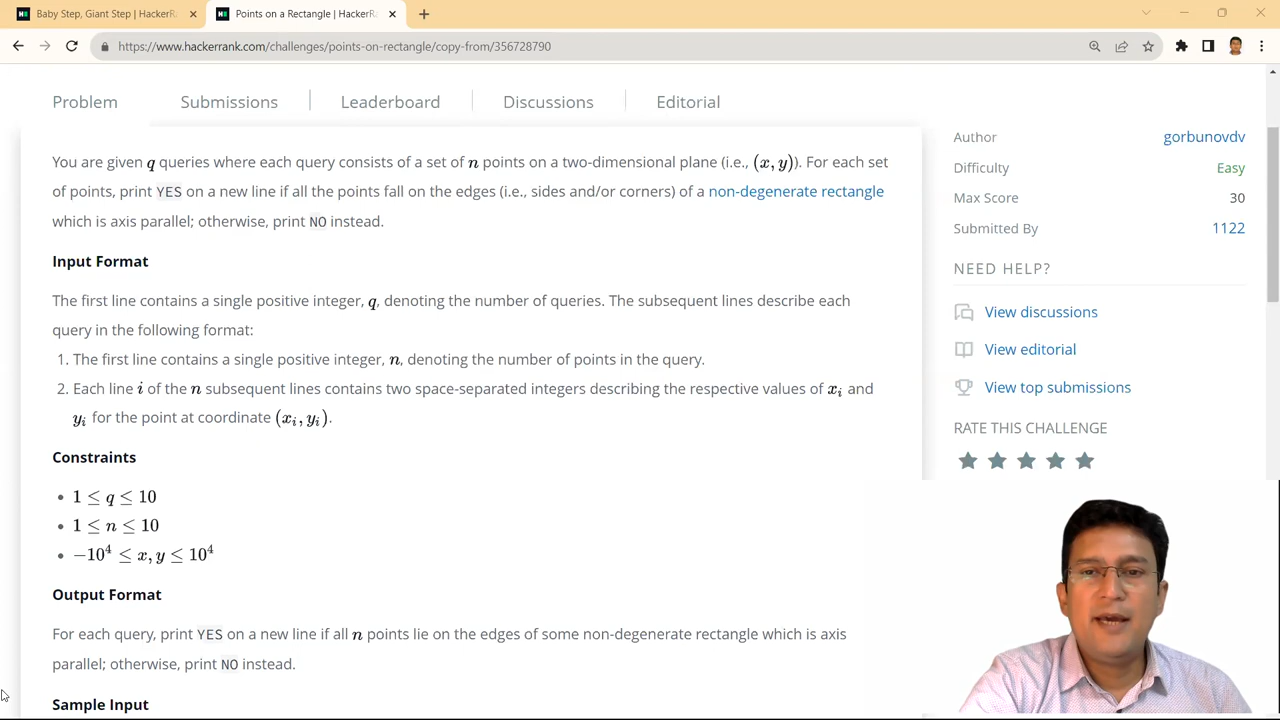 Baby Step, Giant Step | HackerRa
Points on a Rectangle | HackerRa
https://www.hackerrank.com/challenges/points-on-rectangle/copy-from/356728790
Problem Submissions Leaderboard Discussions Editorial
You are given q queries where each query consists of a set of n points on a two-dimensional plane (i.e., (x, y)). For each set
of points, print YES on a new line if all the points fall on the edges (i.e., sides and/or corners) of a non-degenerate rectangle
which is axis parallel; otherwise, print NO instead.
Input Format
The first line contains a single positive integer, q, denoting the number of queries. The subsequent lines describe each
query in the following format:
1. The first line contains a single positive integer, n, denoting the number of points in the query.
2. Each line i of the n subsequent lines contains two space-separated integers describing the respective values of xᵢ and
yᵢ for the point at coordinate (xᵢ, yᵢ).
Constraints
• 1 ≤ q ≤ 10
• 1 ≤ n ≤ 10
• −10⁴ ≤ x, y ≤ 10⁴
Output Format
For each query, print YES on a new line if all n points lie on the edges of some non-degenerate rectangle which is axis
parallel; otherwise, print NO instead.
Sample Input
Author gorbunovdv
Difficulty Easy
Max Score 30
Submitted By 1122
NEED HELP?
View discussions
View editorial
View top submissions
RATE THIS CHALLENGE